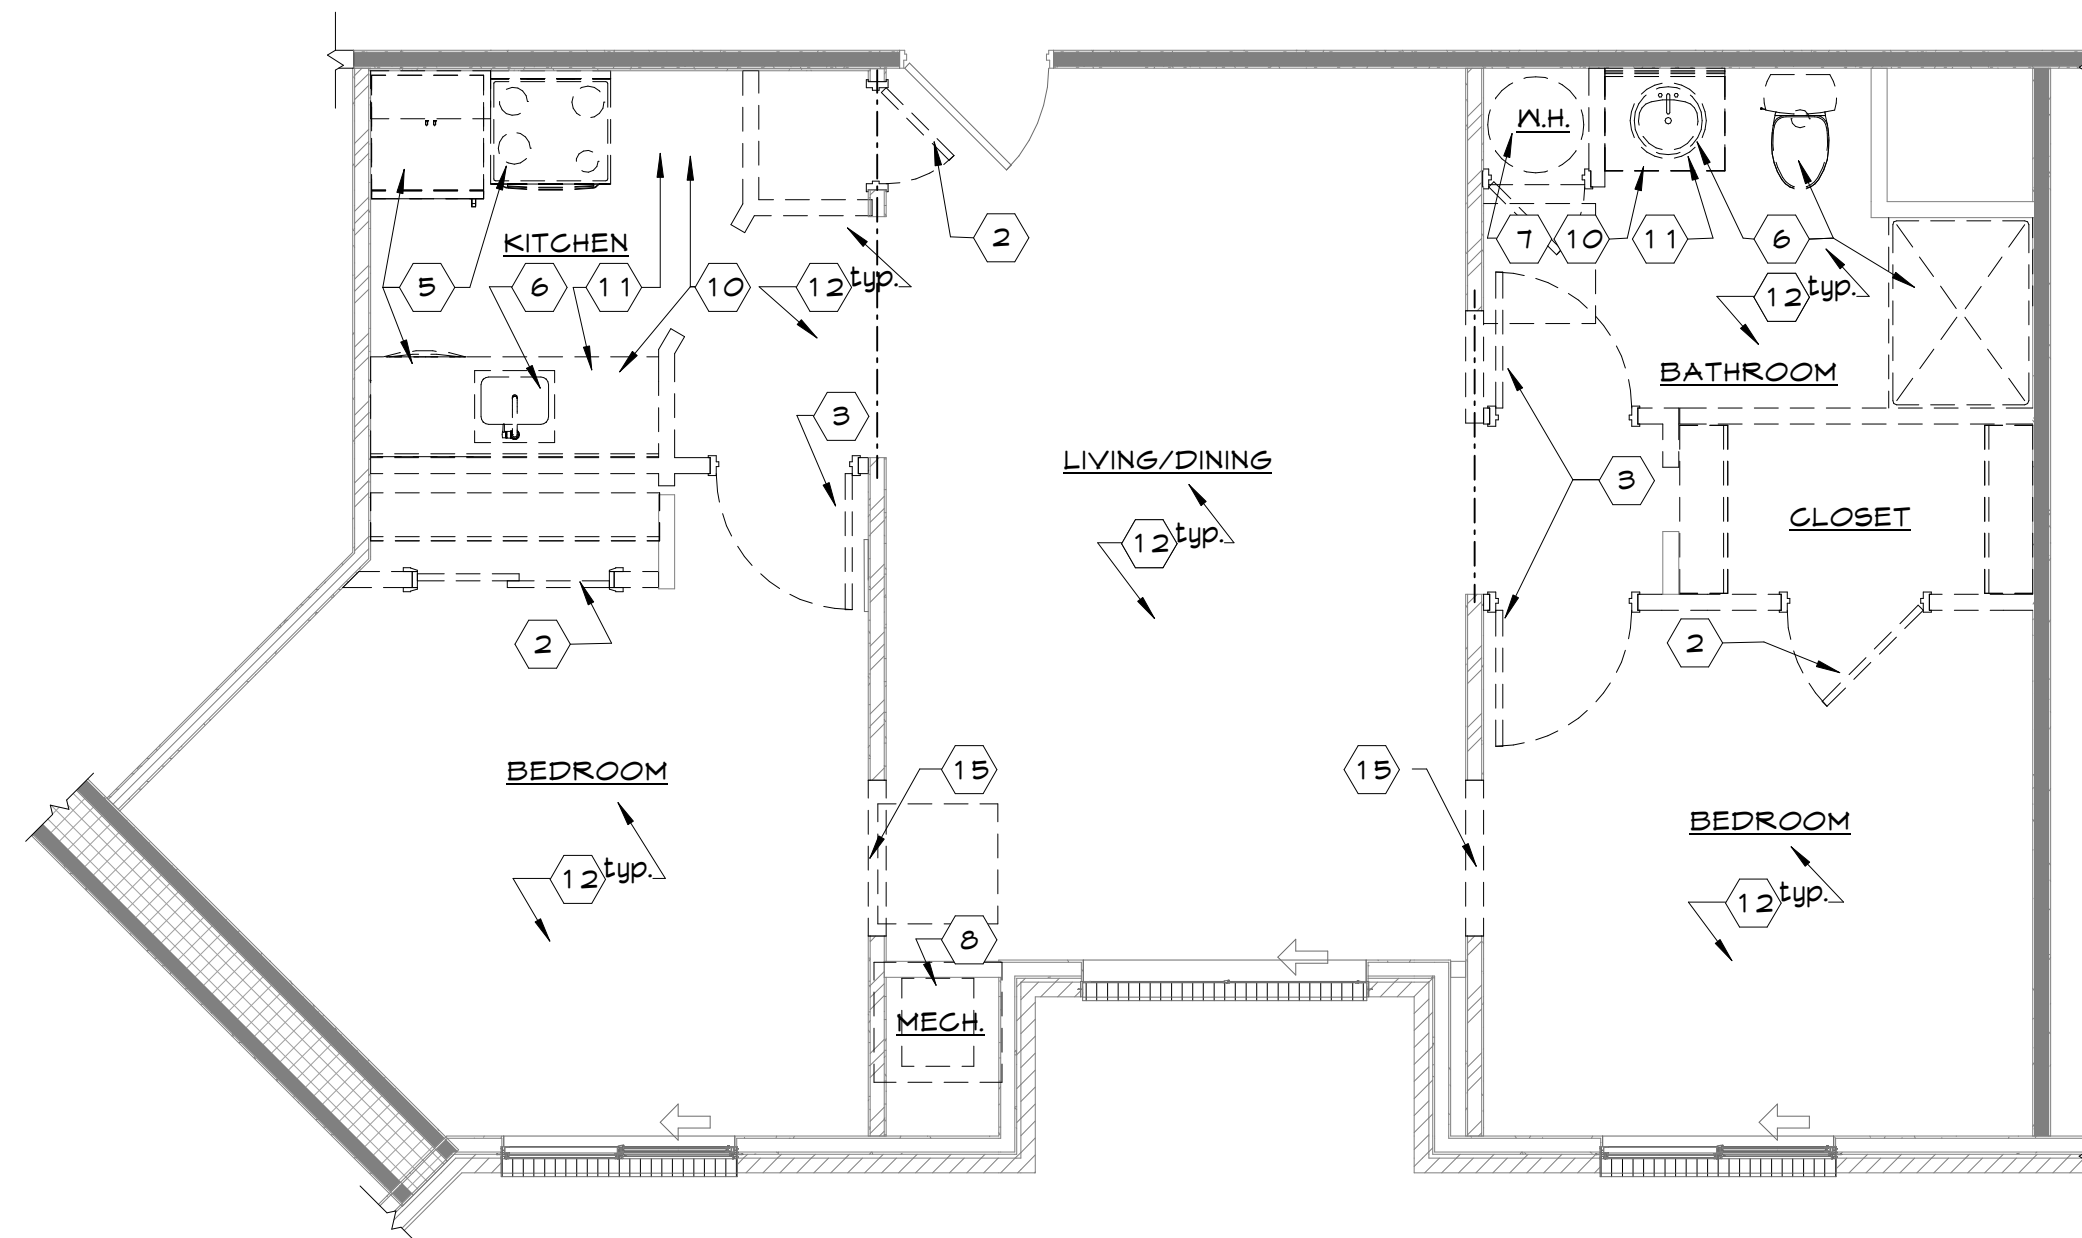 W.H.
2
7
10
11
6
KITCHEN
5
6
11
10
12 typ.
12 typ.
BATHROOM
3
LIVING/DINING
3
CLOSET
12 typ.
2
2
BEDROOM
15
15
BEDROOM
12 typ.
12 typ.
8
MECH.